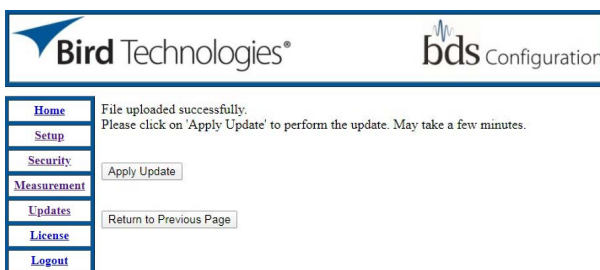 Bird Technologies®
bds Configuration
Home
Setup
Security
Measurement
Updates
License
Logout
File uploaded successfully.
Please click on 'Apply Update' to perform the update. May take a few minutes.
Apply Update
Return to Previous Page